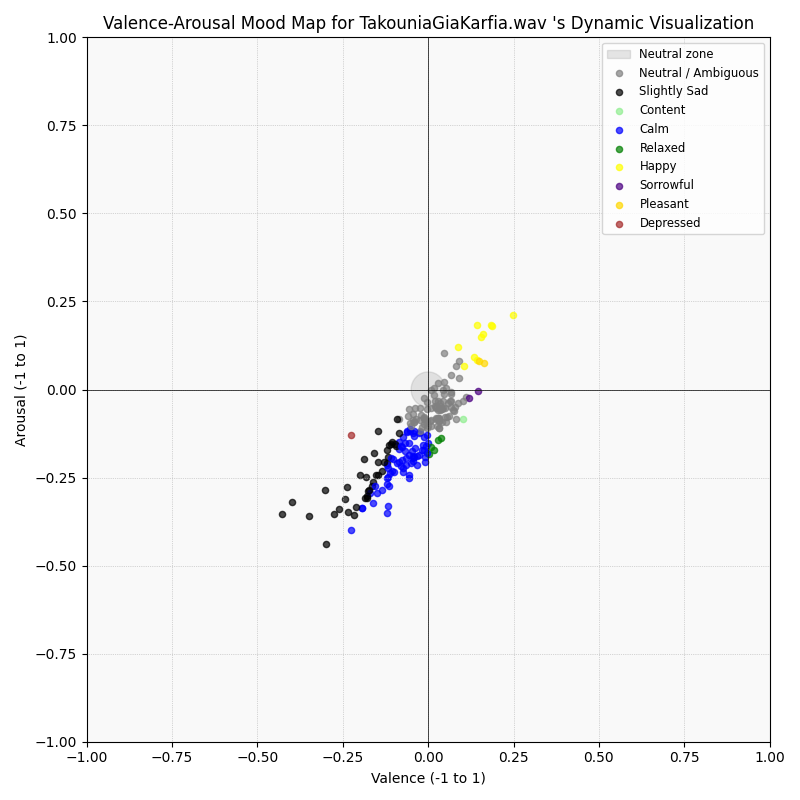 Valence-Arousal Mood Map for TakouniaGiaKarfia.wav 's Dynamic Visualization
1.00
0.75
0.50
0.25
0.00
−0.25
−0.50
−0.75
−1.00
Arousal (-1 to 1)
Neutral zone
Neutral / Ambiguous
Slightly Sad
Content
Calm
Relaxed
Happy
Sorrowful
Pleasant
Depressed
−1.00 −0.75 −0.50 −0.25 0.00 0.25 0.50 0.75 1.00
Valence (-1 to 1)